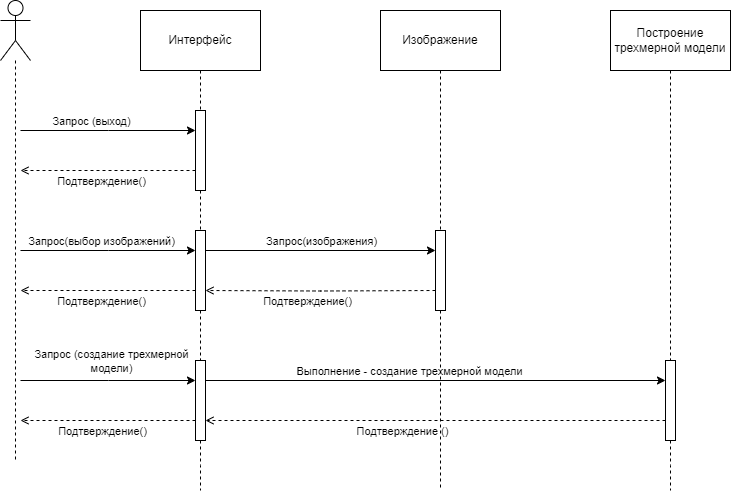 Интерфейс
Изображение
Построение
трехмерной модели
Запрос (выход)
Подтверждение()
Запрос(выбор изображений)
Запрос(изображения)
Подтверждение()
Подтверждение()
Запрос (создание трехмерной
модели)
Выполнение - создание трехмерной модели
Подтверждение()
Подтверждение ()